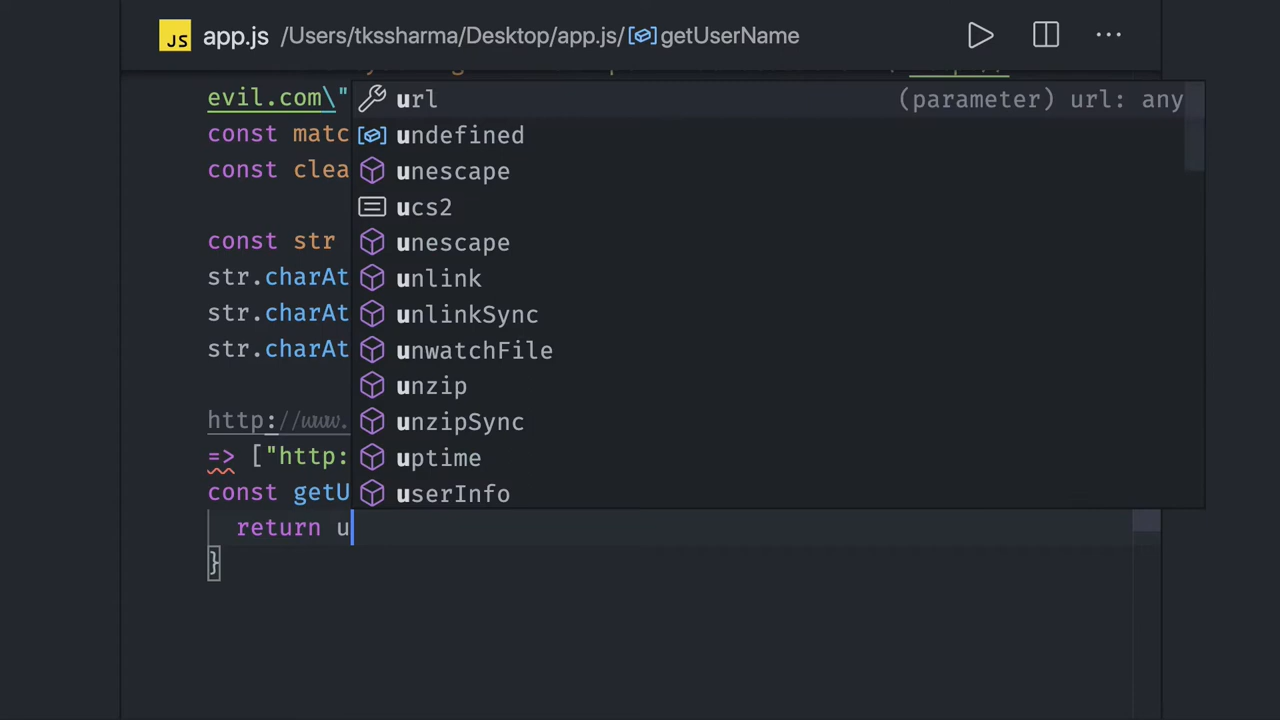 JS app.js /Users/tkssharma/Desktop/app.js/ getUserName
evil.com\"
const matc
const clea
const str
str.charAt
str.charAt
str.charAt
http://www.
=> ["http:
const getU
return u
}
url (parameter) url: any
undefined
unescape
ucs2
unescape
unlink
unlinkSync
unwatchFile
unzip
unzipSync
uptime
userInfo